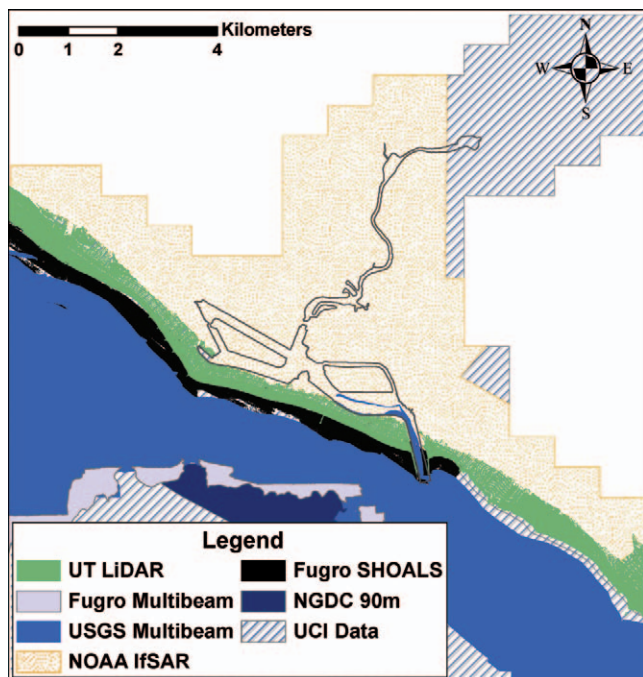 Kilometers
0 1 2 4
N
W E
S
Legend
UT LiDAR Fugro SHOALS
Fugro Multibeam NGDC 90m
USGS Multibeam UCI Data
NOAA IfSAR